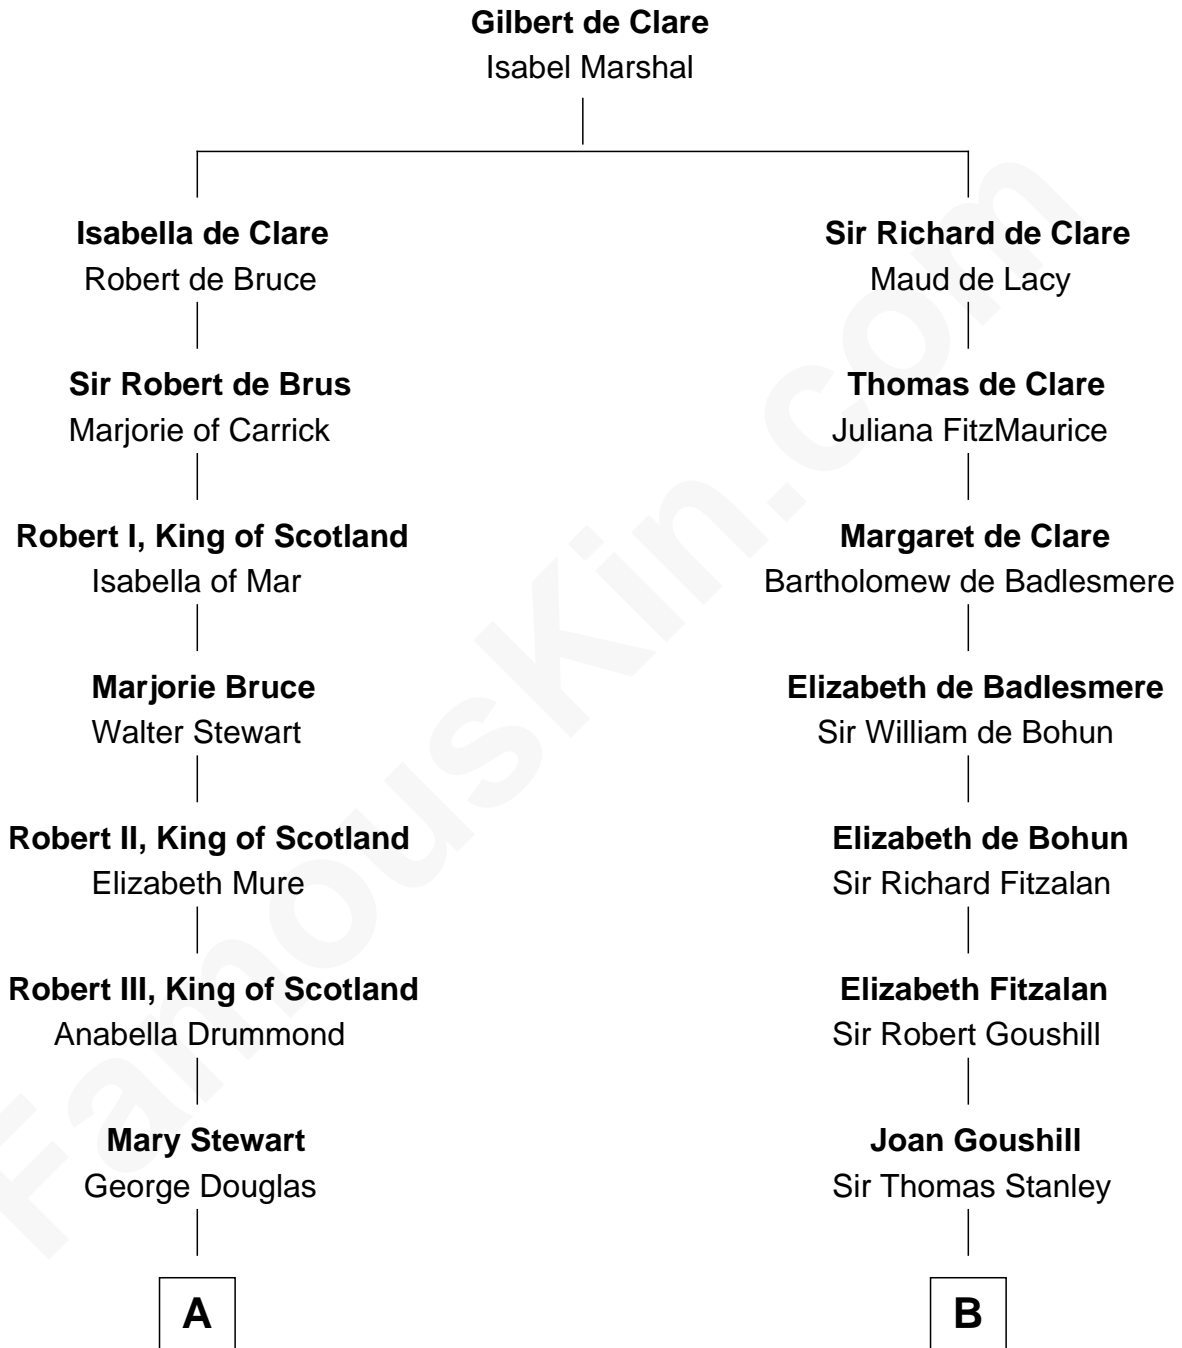 Gilbert de Clare
Isabel Marshal
Isabella de Clare
Robert de Bruce
Sir Robert de Brus
Marjorie of Carrick
Robert I, King of Scotland
Isabella of Mar
Marjorie Bruce
Walter Stewart
Robert II, King of Scotland
Elizabeth Mure
Robert III, King of Scotland
Anabella Drummond
Mary Stewart
George Douglas
A
Sir Richard de Clare
Maud de Lacy
Thomas de Clare
Juliana FitzMaurice
Margaret de Clare
Bartholomew de Badlesmere
Elizabeth de Badlesmere
Sir William de Bohun
Elizabeth de Bohun
Sir Richard Fitzalan
Elizabeth Fitzalan
Sir Robert Goushill
Joan Goushill
Sir Thomas Stanley
B
FamousKin.com